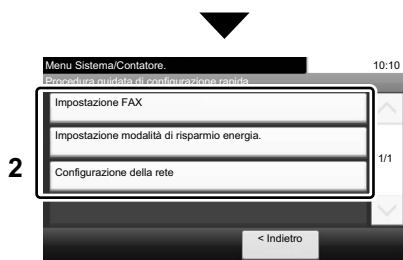 Menu Sistema/Contatore.
10:10
Procedura guidata di configurazione rapida
Impostazione FAX
Impostazione modalità di risparmio energia.
1/1
2
Configurazione della rete
< Indietro